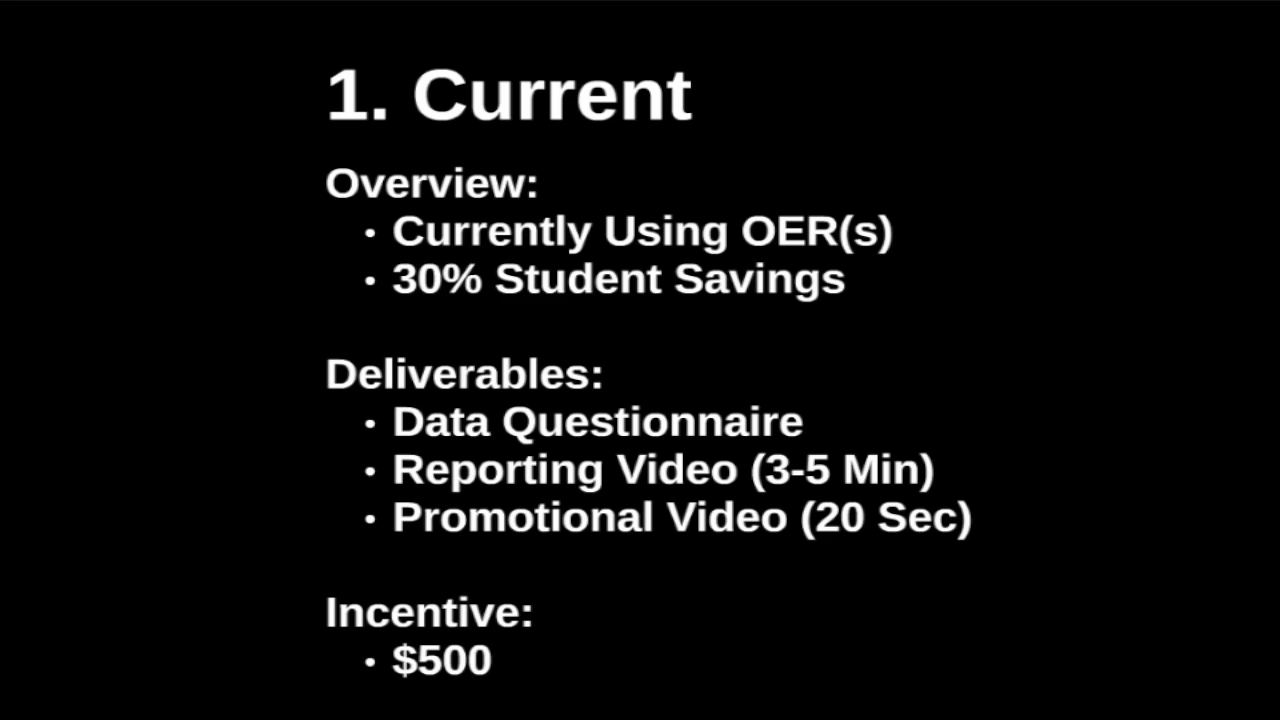 1. Current
Overview:
• Currently Using OER(s)
• 30% Student Savings
Deliverables:
• Data Questionnaire
• Reporting Video (3-5 Min)
• Promotional Video (20 Sec)
Incentive:
• $500